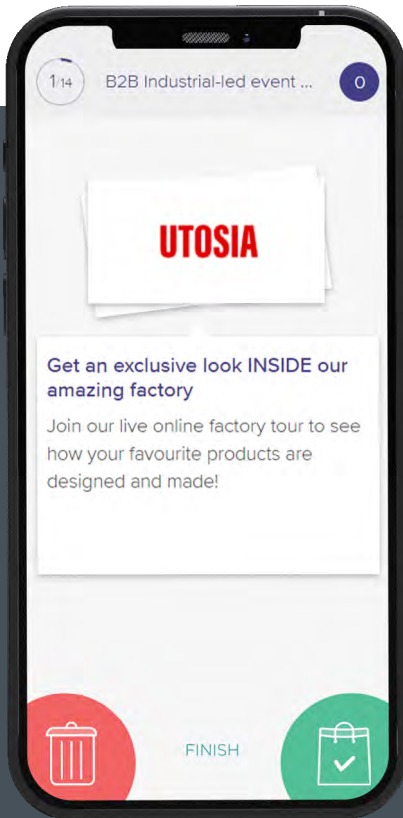 1/14 B2B Industrial-led event ... 0
UTOSIA
Get an exclusive look INSIDE our
amazing factory
Join our live online factory tour to see
how your favourite products are
designed and made!
FINISH